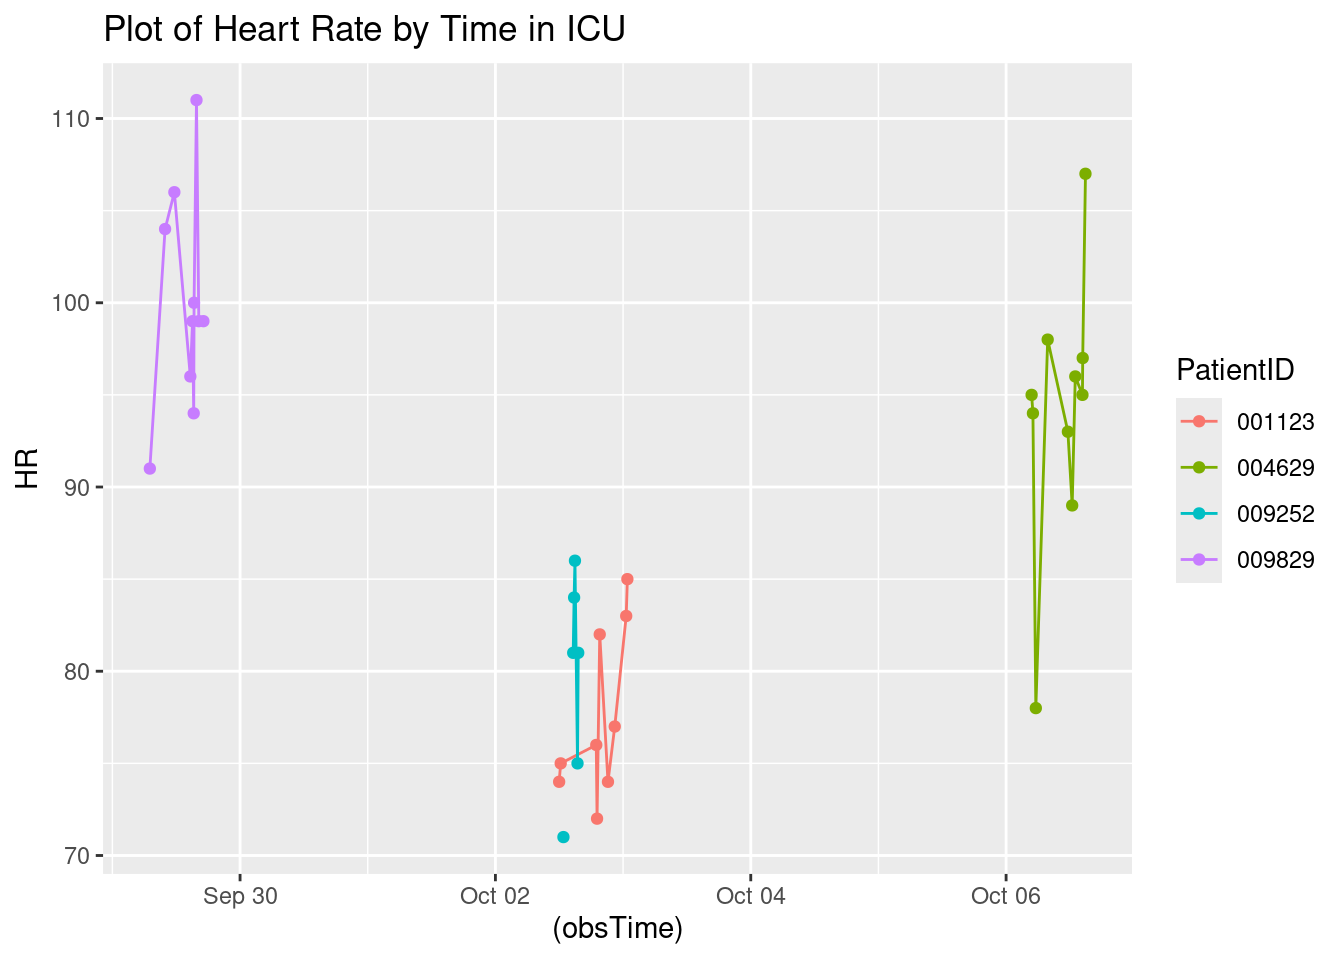 Plot of Heart Rate by Time in ICU
110
100
90
80
70
HR
Sep 30
Oct 02
Oct 04
Oct 06
(obsTime)
PatientID
001123
004629
009252
009829